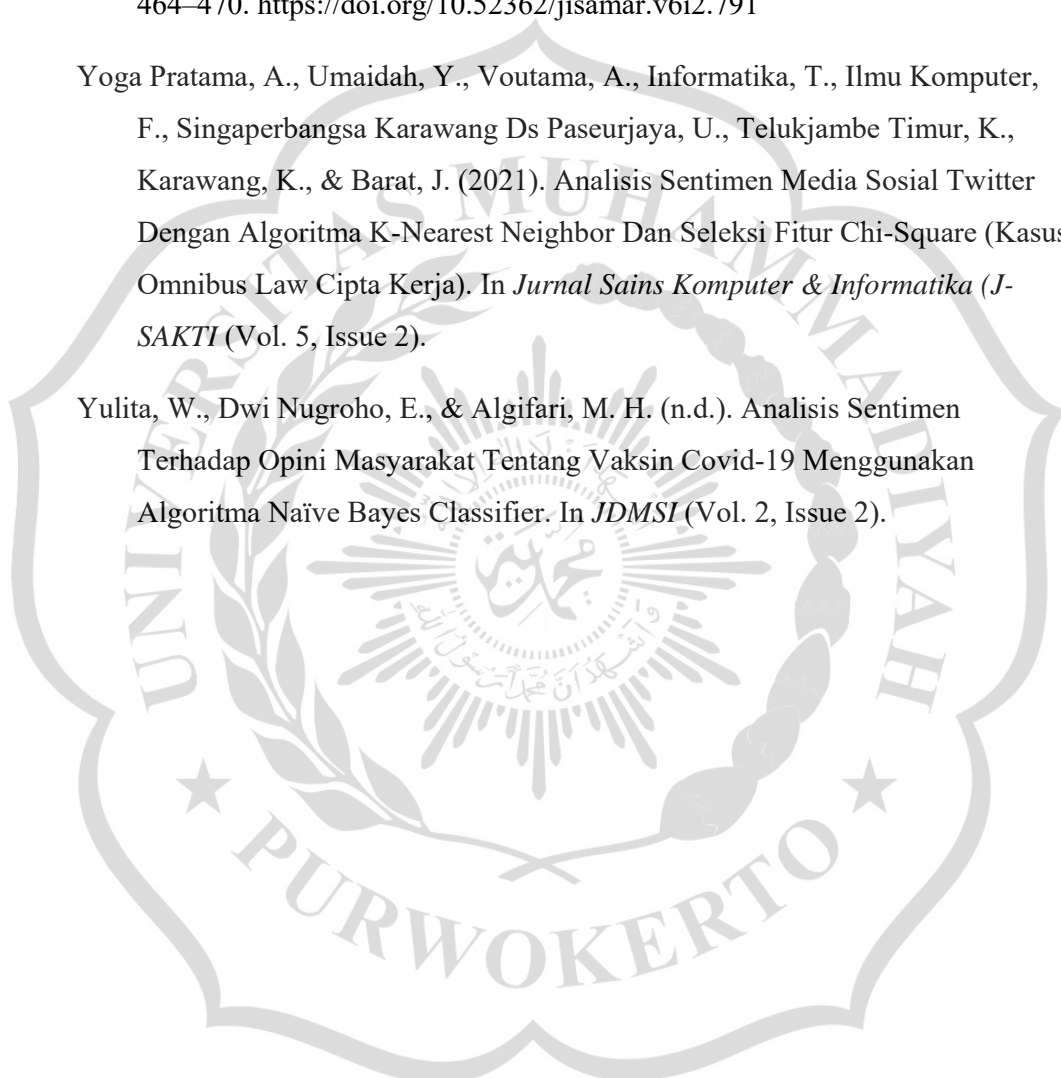 464–470. https://doi.org/10.52362/jisamar.v6i2.791
Yoga Pratama, A., Umaidah, Y., Voutama, A., Informatika, T., Ilmu Komputer,
F., Singaperbangsa Karawang Ds Paseurjaya, U., Telukjambe Timur, K.,
Karawang, K., & Barat, J. (2021). Analisis Sentimen Media Sosial Twitter
Dengan Algoritma K-Nearest Neighbor Dan Seleksi Fitur Chi-Square (Kasus
Omnibus Law Cipta Kerja). In Jurnal Sains Komputer & Informatika (J-
SAKTI (Vol. 5, Issue 2).
Yulita, W., Dwi Nugroho, E., & Algifari, M. H. (n.d.). Analisis Sentimen
Terhadap Opini Masyarakat Tentang Vaksin Covid-19 Menggunakan
Algoritma Naïve Bayes Classifier. In JDMSI (Vol. 2, Issue 2).
UNIVERSITAS MUHAMMADIYAH
PURWOKERTO